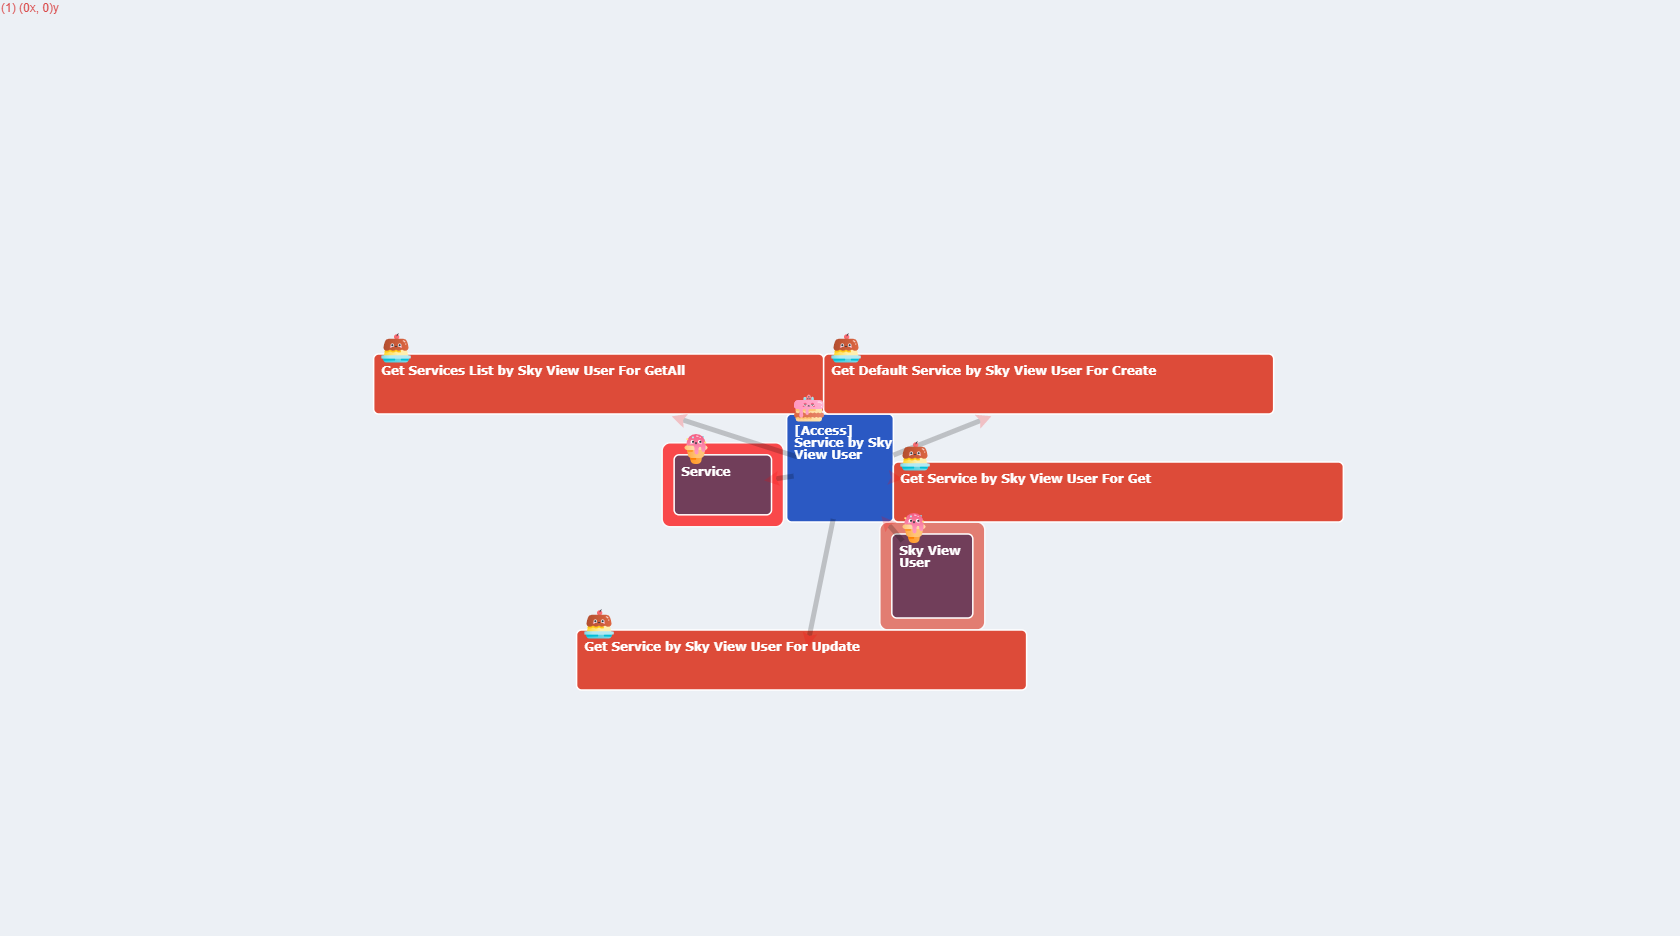 (1) (0x, 0)y
Get Services List by Sky View User For GetAll
Get Default Service by Sky View User For Create
[Access]
Service by Sky
View User
Service
Get Service by Sky View User For Get
Sky View
User
Get Service by Sky View User For Update